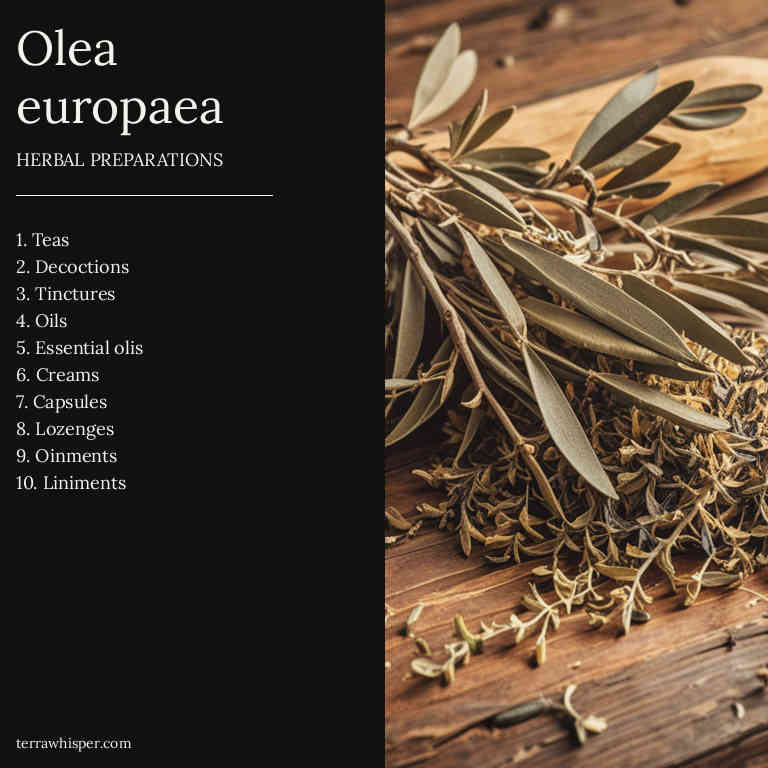 Olea
europaea
HERBAL PREPARATIONS
1. Teas
2. Decoctions
3. Tinctures
4. Oils
5. Essential olis
6. Creams
7. Capsules
8. Lozenges
9. Oinments
10. Liniments
terrawhisper.com